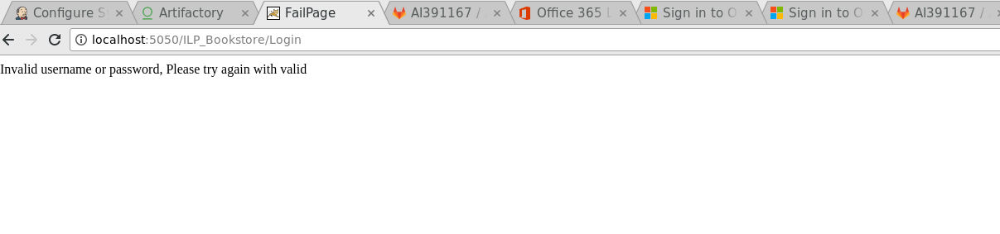 Configure S
Artifactory
FailPage
AI391167 /
Office 365
Sign in to O
Sign in to O
AI391167 /
localhost:5050/ILP_Bookstore/Login
Invalid username or password, Please try again with valid